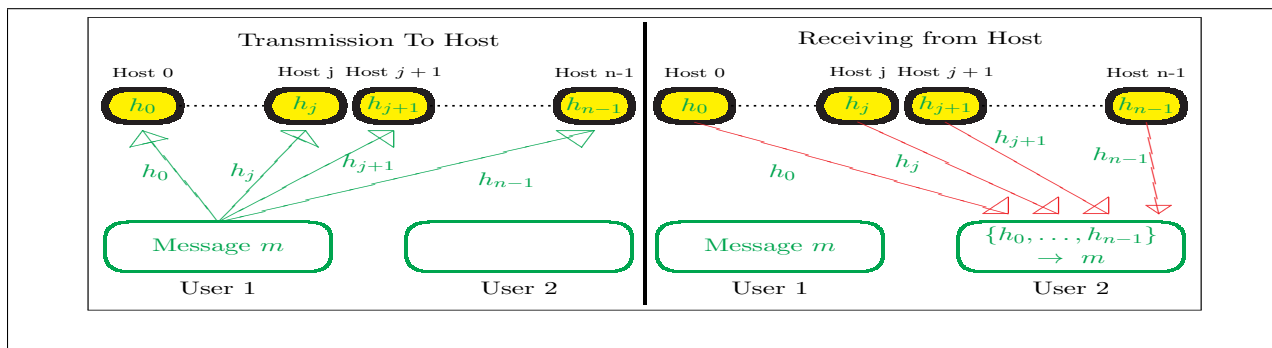 Transmission To Host
Host 0 Host j Host j + 1 Host n-1
h₀ hⱼ hⱼ₊₁ hₙ₋₁
h₀ hⱼ hⱼ₊₁ hₙ₋₁
Message m
User 1 User 2
Receiving from Host
Host 0 Host j Host j + 1 Host n-1
h₀ hⱼ hⱼ₊₁ hₙ₋₁
h₀ hⱼ hⱼ₊₁ hₙ₋₁
Message m
{h₀, . . . , hₙ₋₁}
→ m
User 1 User 2